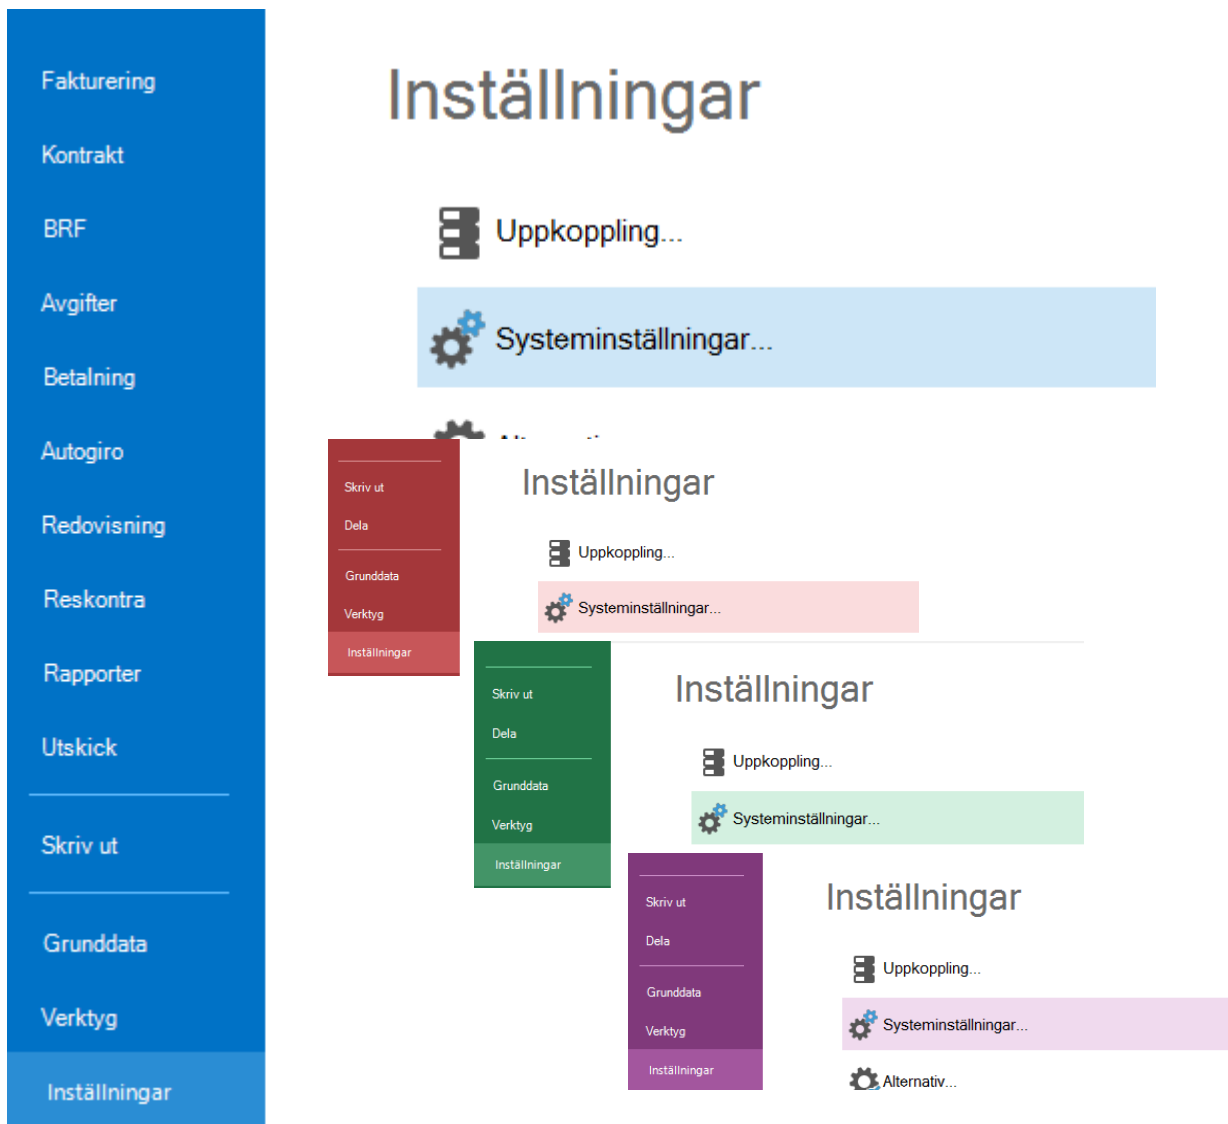 Fakturering
Kontrakt
BRF
Avgifter
Betalning
Autogiro
Redovisning
Reskontra
Rapporter
Utskick
Skriv ut
Grunddata
Verktyg
Inställningar
Inställningar
Uppkoppling...
Systeminställningar...
Skriv ut
Dela
Grunddata
Verktyg
Inställningar
Inställningar
Uppkoppling...
Systeminställningar...
Skriv ut
Dela
Grunddata
Verktyg
Inställningar
Inställningar
Uppkoppling...
Systeminställningar...
Skriv ut
Dela
Grunddata
Verktyg
Inställningar
Inställningar
Uppkoppling...
Systeminställningar...
Alternativ...